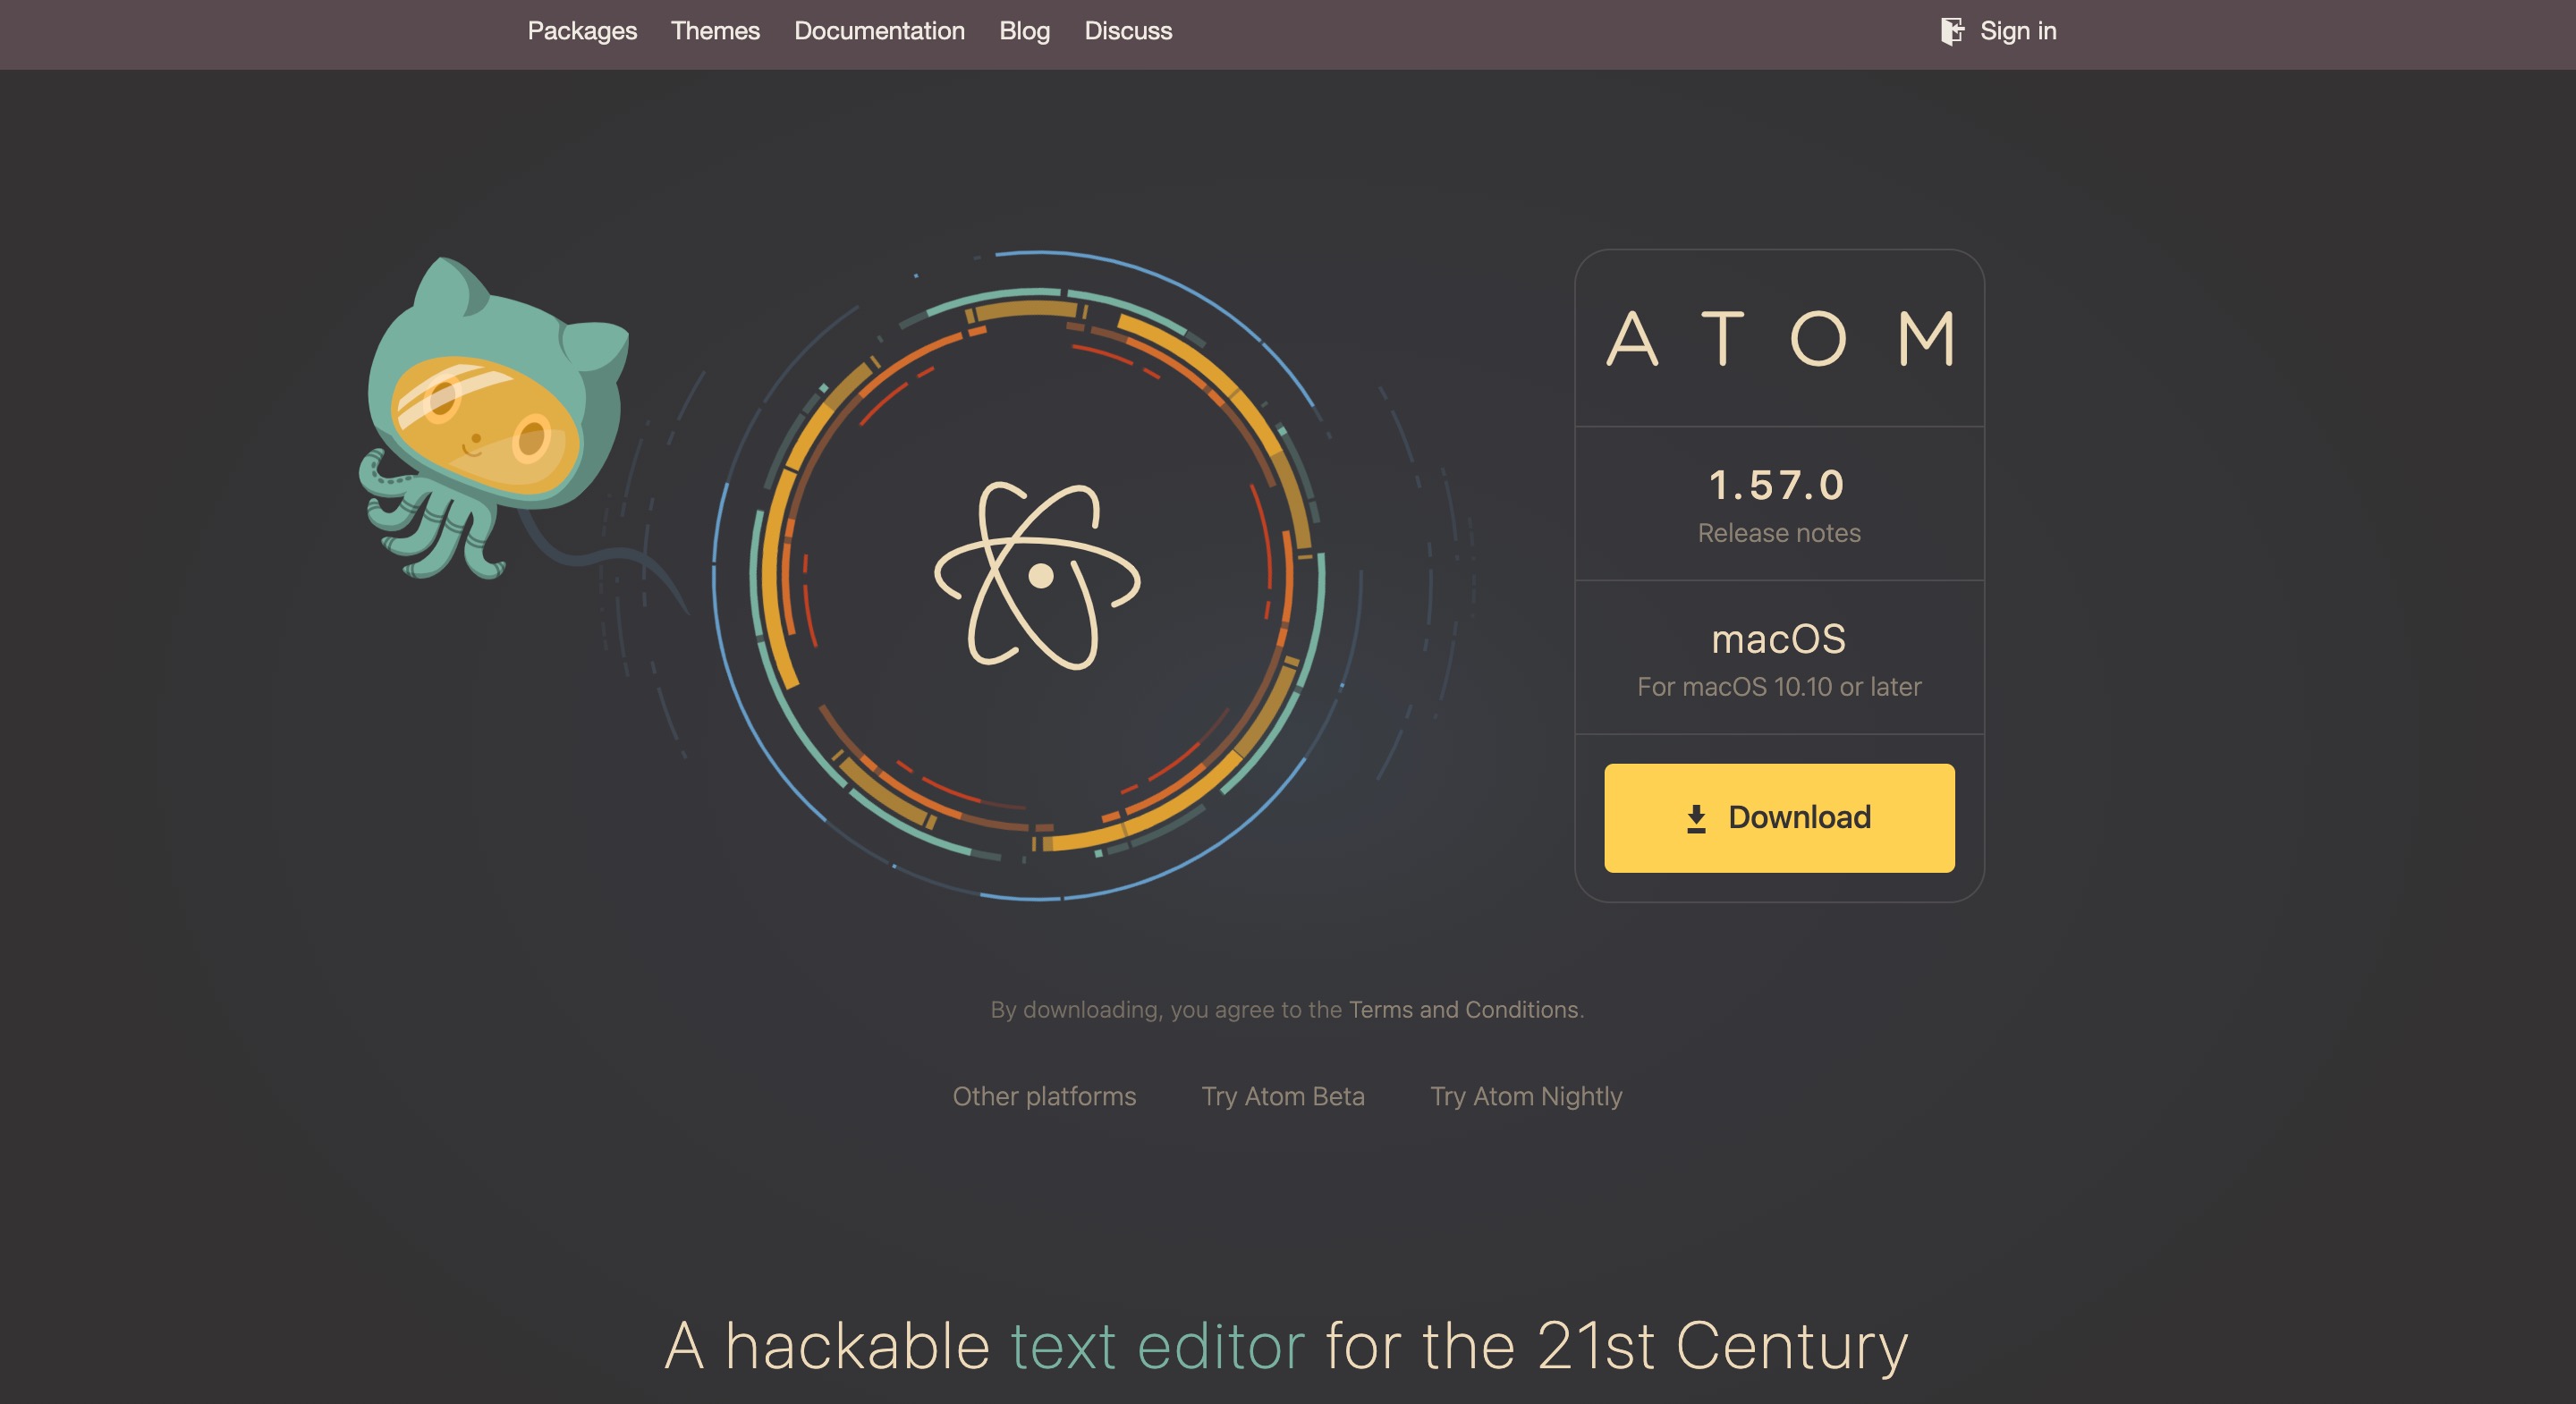 Packages Themes Documentation Blog Discuss Sign in
ATOM
1.57.0
Release notes
macOS
For macOS 10.10 or later
Download
By downloading, you agree to the Terms and Conditions.
Other platforms Try Atom Beta Try Atom Nightly
A hackable text editor for the 21st Century